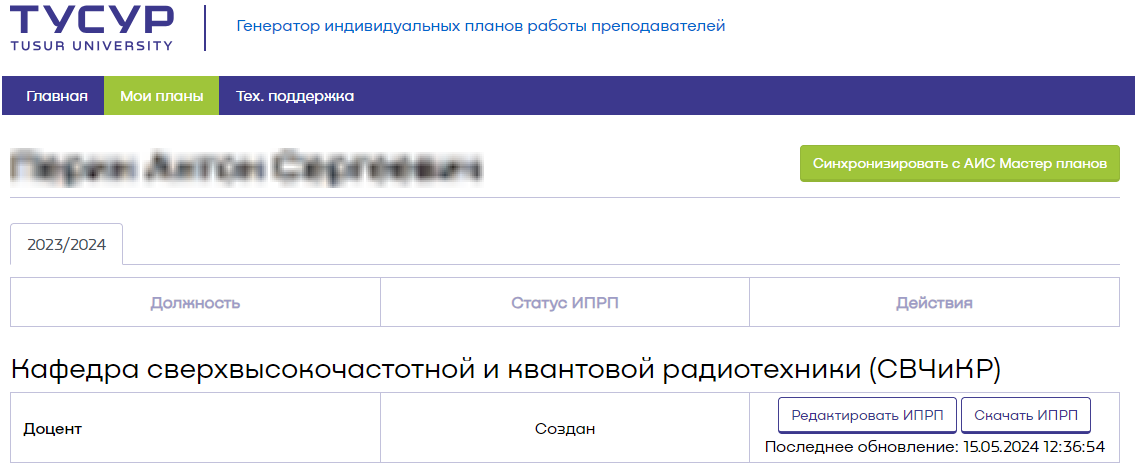 ТУСУР
TUSUR UNIVERSITY
Генератор индивидуальных планов работы преподавателей
Главная Мои планы Тех. поддержка
Синхронизировать с АИС Мастер планов
2023/2024
Должность Статус ИПРП Действия
Кафедра сверхвысокочастотной и квантовой радиотехники (СВЧиКР)
Доцент Создан Редактировать ИПРП Скачать ИПРП
Последнее обновление: 15.05.2024 12:36:54